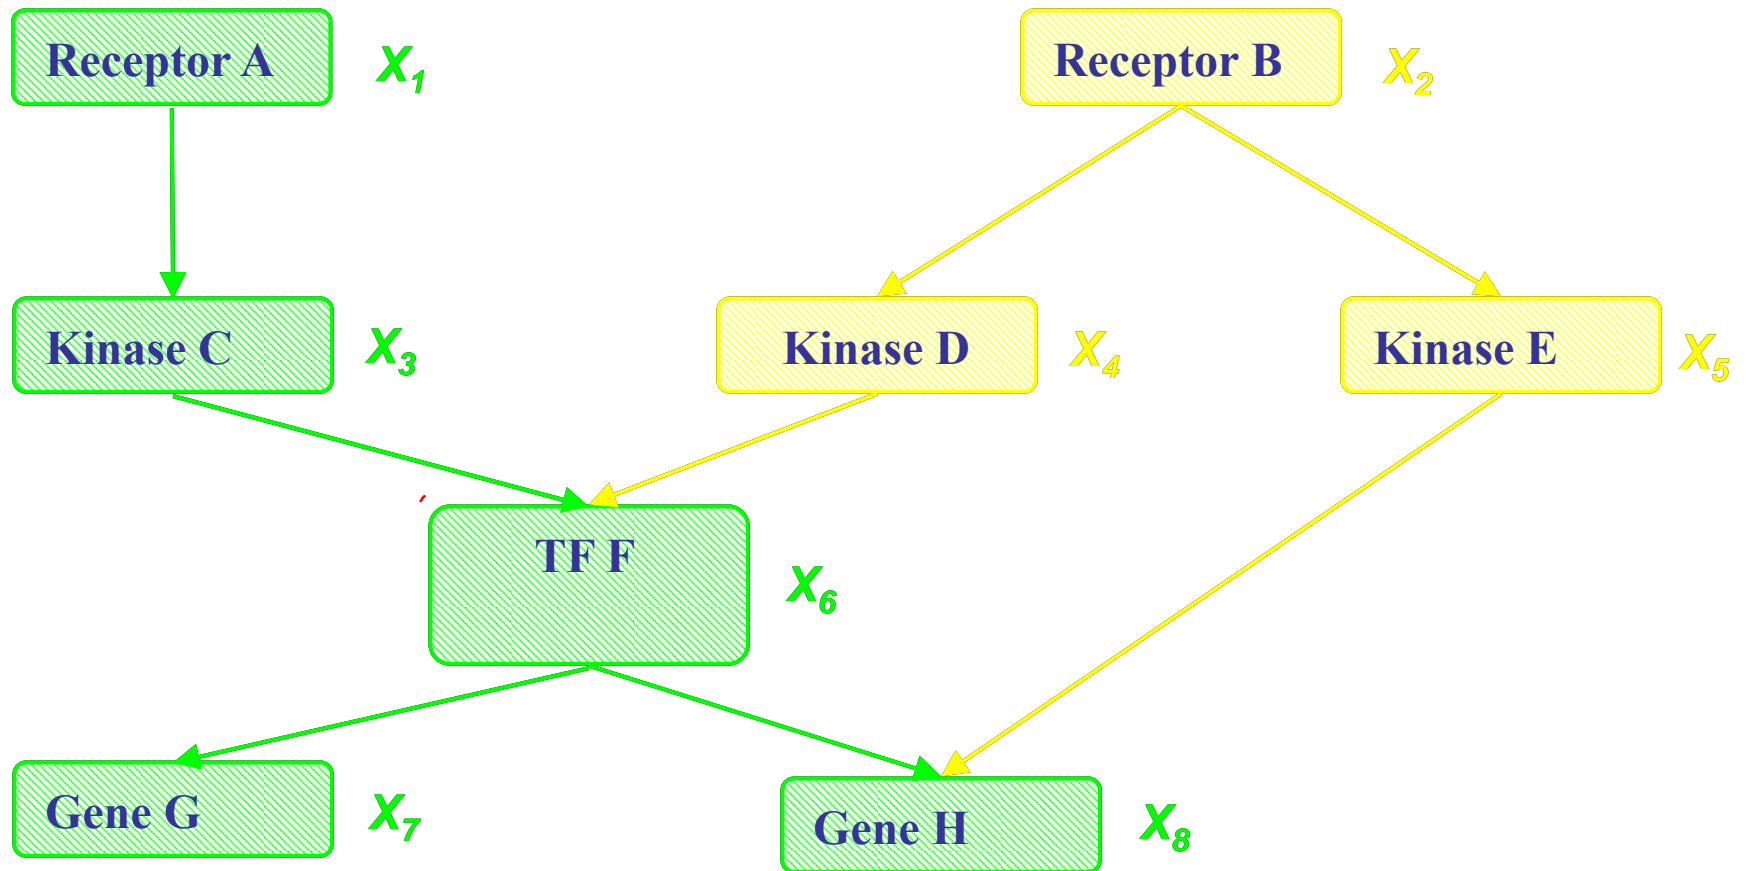 Receptor A X1
Receptor B X2
Kinase C X3
Kinase D X4
Kinase E X5
TF F X6
Gene G X7
Gene H X8